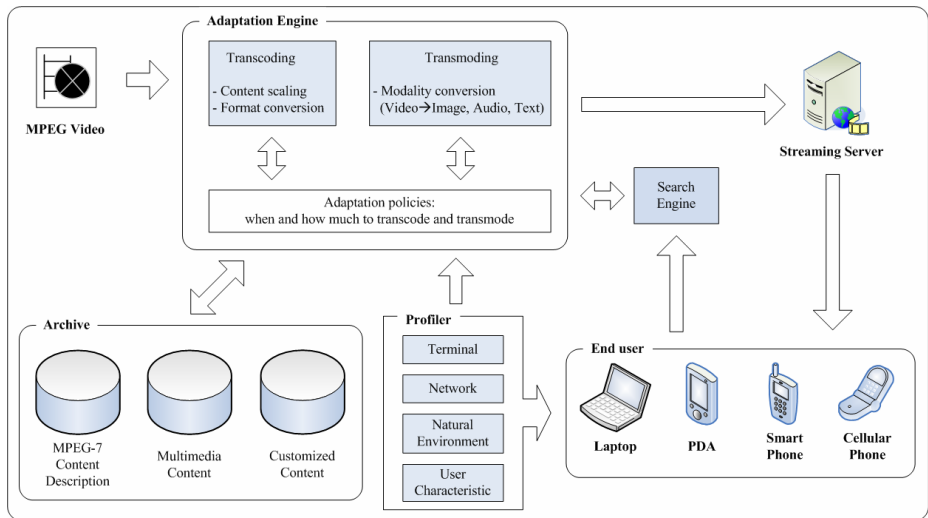 Adaptation Engine
MPEG Video
Transcoding
- Content scaling
- Format conversion
Transmoding
- Modality conversion
(Video→Image, Audio, Text)
Adaptation policies:
when and how much to transcode and transmode
Streaming Server
Search
Engine
Archive
MPEG-7
Content
Description
Multimedia
Content
Customized
Content
Profiler
Terminal
Network
Natural
Environment
User
Characteristic
End user
Laptop
PDA
Smart
Phone
Cellular
Phone